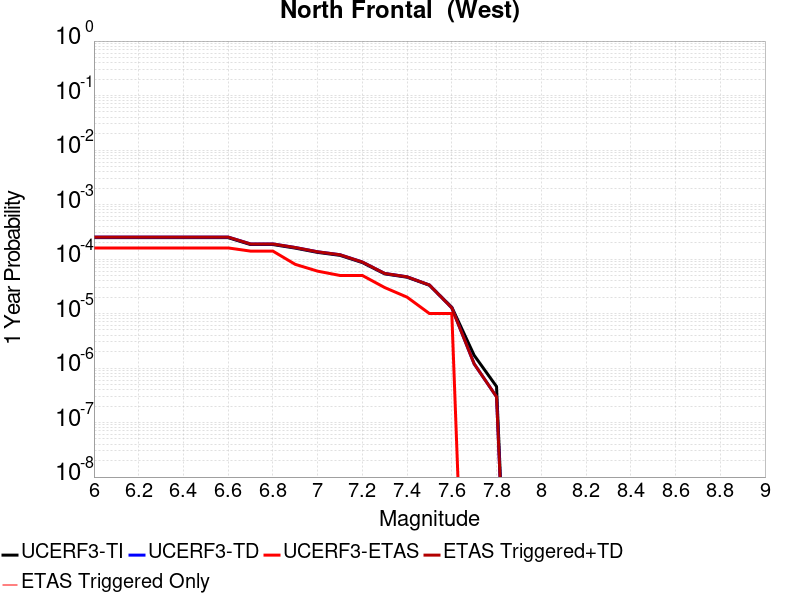 North Frontal  (West)
10^0
10^-1
10^-2
10^-3
10^-4
10^-5
10^-6
10^-7
10^-8
1 Year Probability
6 6.2 6.4 6.6 6.8 7 7.2 7.4 7.6 7.8 8 8.2 8.4 8.6 8.8 9
Magnitude
UCERF3-TI UCERF3-TD UCERF3-ETAS ETAS Triggered+TD
ETAS Triggered Only